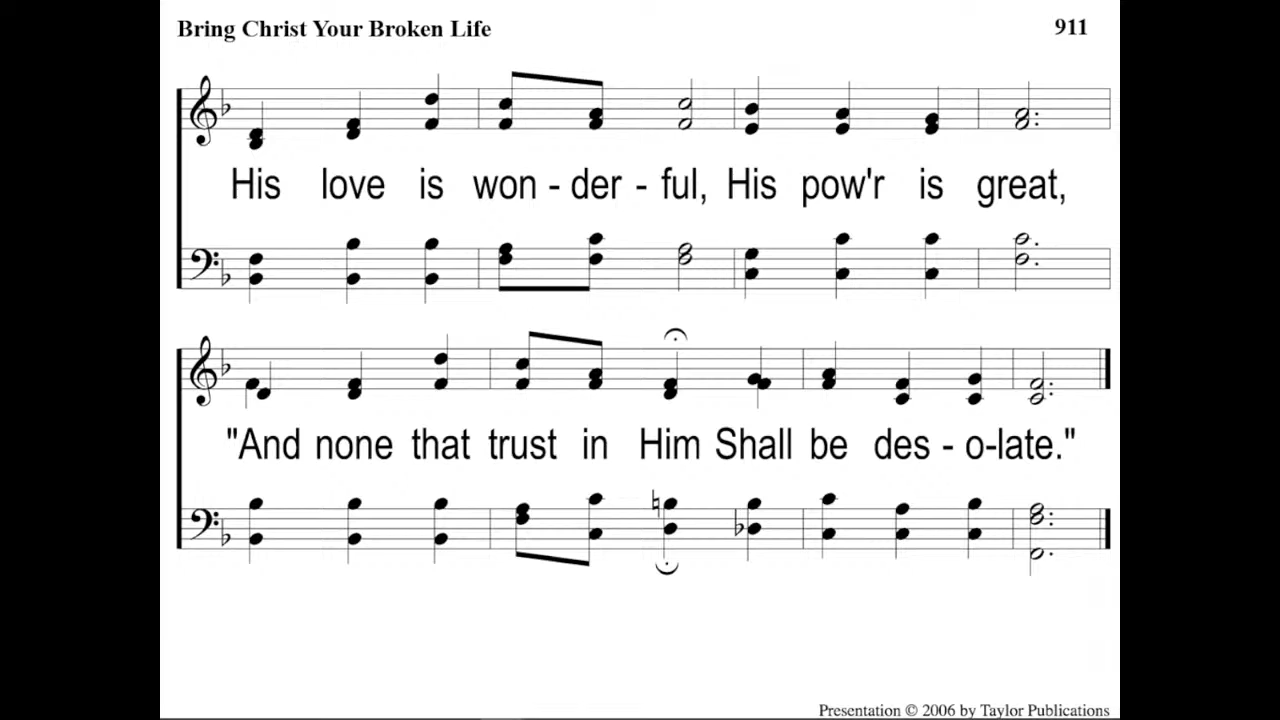 Bring Christ Your Broken Life 911
His love is won - der - ful, His pow'r is great,
"And none that trust in Him Shall be des - o-late."
Presentation © 2006 by Taylor Publications